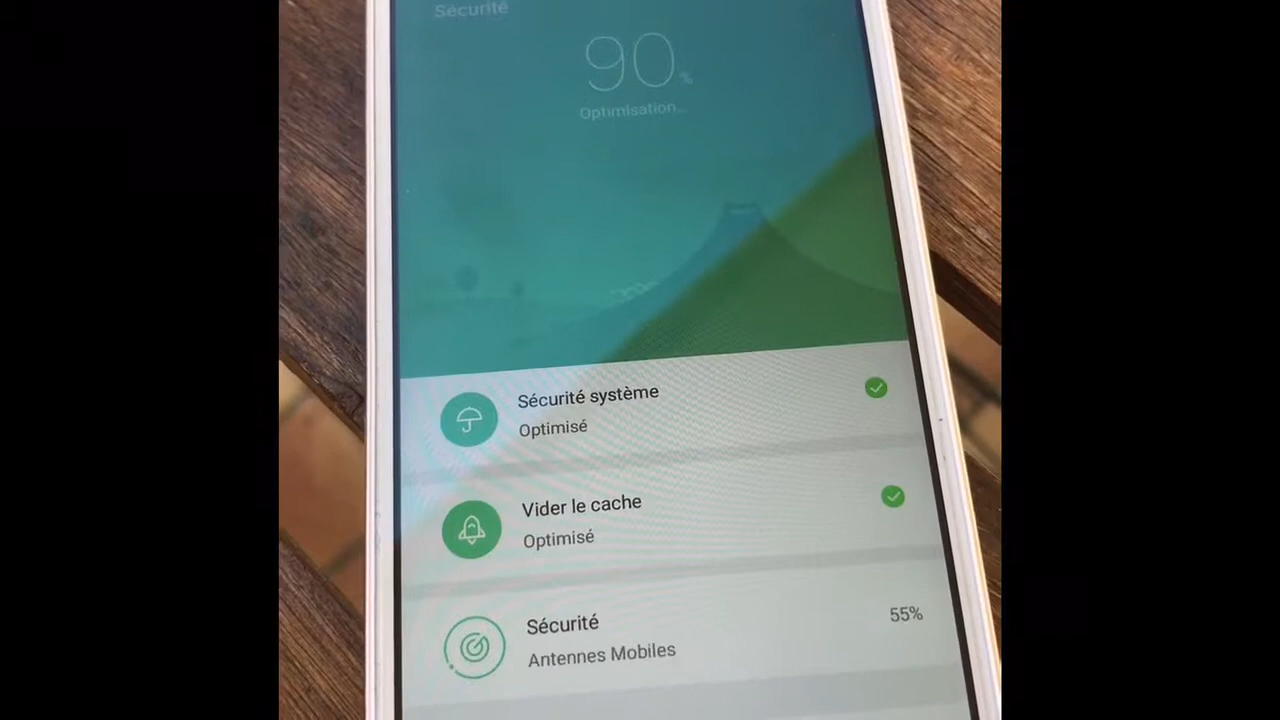 Sécurité
90%
Optimisation...
Sécurité système
Optimisé
Vider le cache
Optimisé
Sécurité
55%
Antennes Mobiles